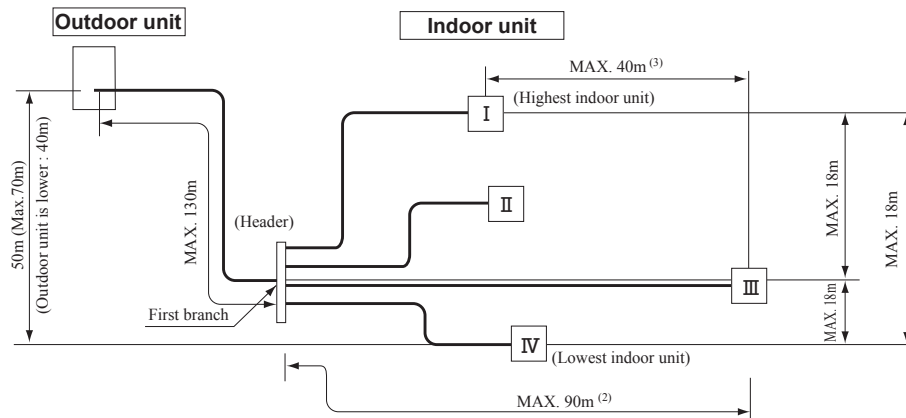 Outdoor unit
Indoor unit
MAX. 40m (3)
I
(Highest indoor unit)
50m (Max.70m)
(Outdoor unit is lower : 40m)
MAX. 130m
(Header)
II
MAX. 18m
MAX. 18m
First branch
III
MAX. 18m
IV
(Lowest indoor unit)
MAX. 90m (2)